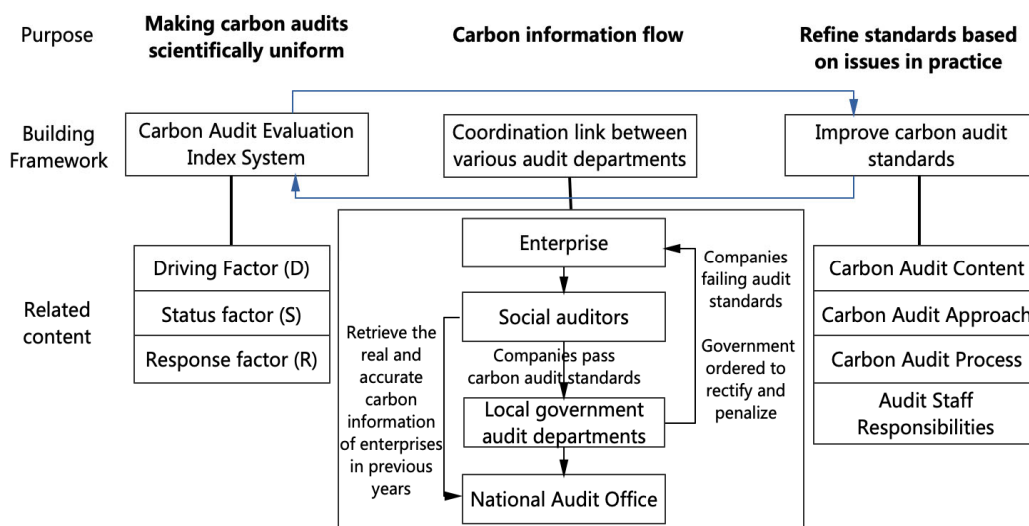 Purpose
Making carbon audits
scientifically uniform
Carbon information flow
Refine standards based
on issues in practice
Building
Framework
Carbon Audit Evaluation
Index System
Coordination link between
various audit departments
Improve carbon audit
standards
Related
content
Driving Factor (D)
Status factor (S)
Response factor (R)
Enterprise
Social auditors
Companies pass
carbon audit standards
Local government
audit departments
National Audit Office
Retrieve the
real and
accurate
carbon
information
of enterprises
in previous
years
Companies
failing audit
standards
Government
ordered to
rectify and
penalize
Carbon Audit Content
Carbon Audit Approach
Carbon Audit Process
Audit Staff
Responsibilities